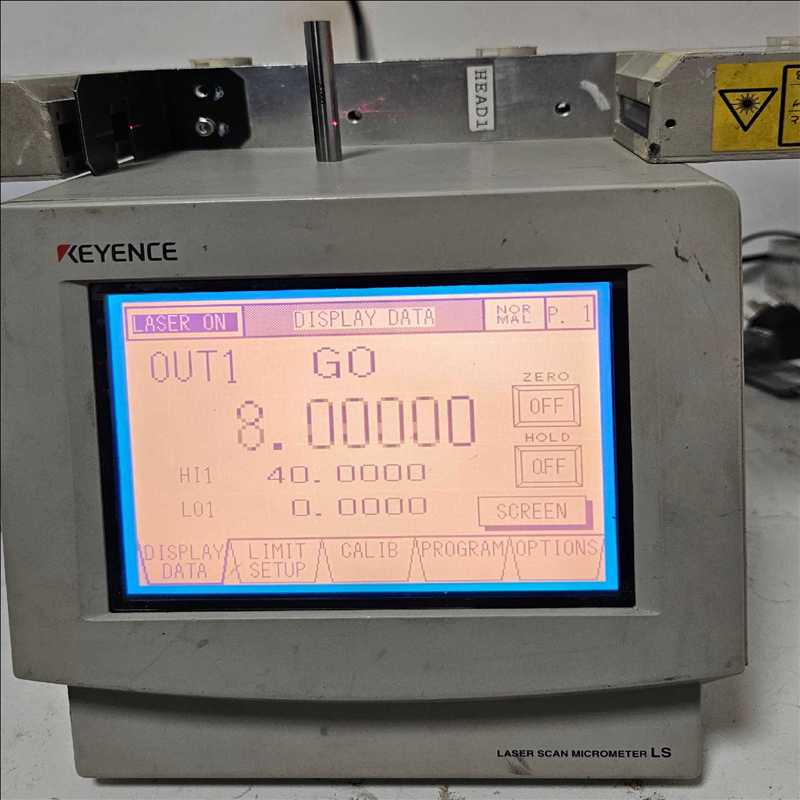 HEAD1
KEYENCE
LASER ON
DISPLAY DATA
NOR
MAL
P. 1
OUT1 GO
8.00000
ZERO
OFF
HOLD
OFF
HI1 40.0000
LO1 0.0000
SCREEN
DISPLAY
DATA
LIMIT
SETUP
CALIB
PROGRAM
OPTIONS
LASER SCAN MICROMETER LS